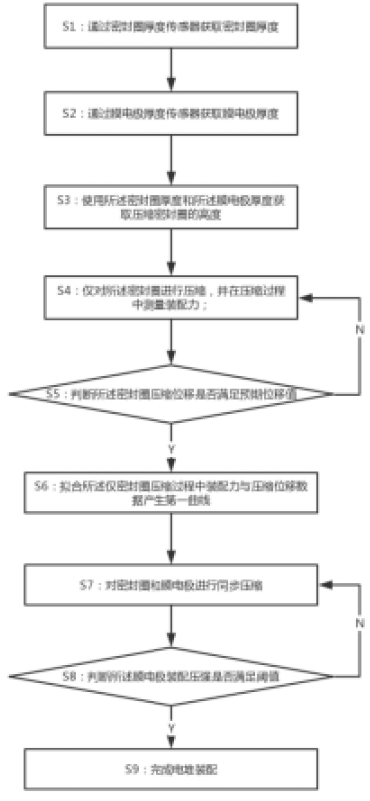 S1：通过密封圈厚度传感器获取密封圈厚度
S2：通过膜电极厚度传感器获取膜电极厚度
S3：使用所述密封圈厚度和所述膜电极厚度获
取压缩密封圈的高度
S4：仅对所述密封圈进行压缩，并在压缩过程
中测量装配力；
N
S5：判断所述密封圈压缩位移是否满足预期位移值
Y
S6：拟合所述仅密封圈压缩过程中装配力与压缩位移数
据产生第一曲线
S7：对密封圈和膜电极进行同步压缩
N
S8：判断所述膜电极装配压强是否满足阈值
Y
S9：完成电堆装配